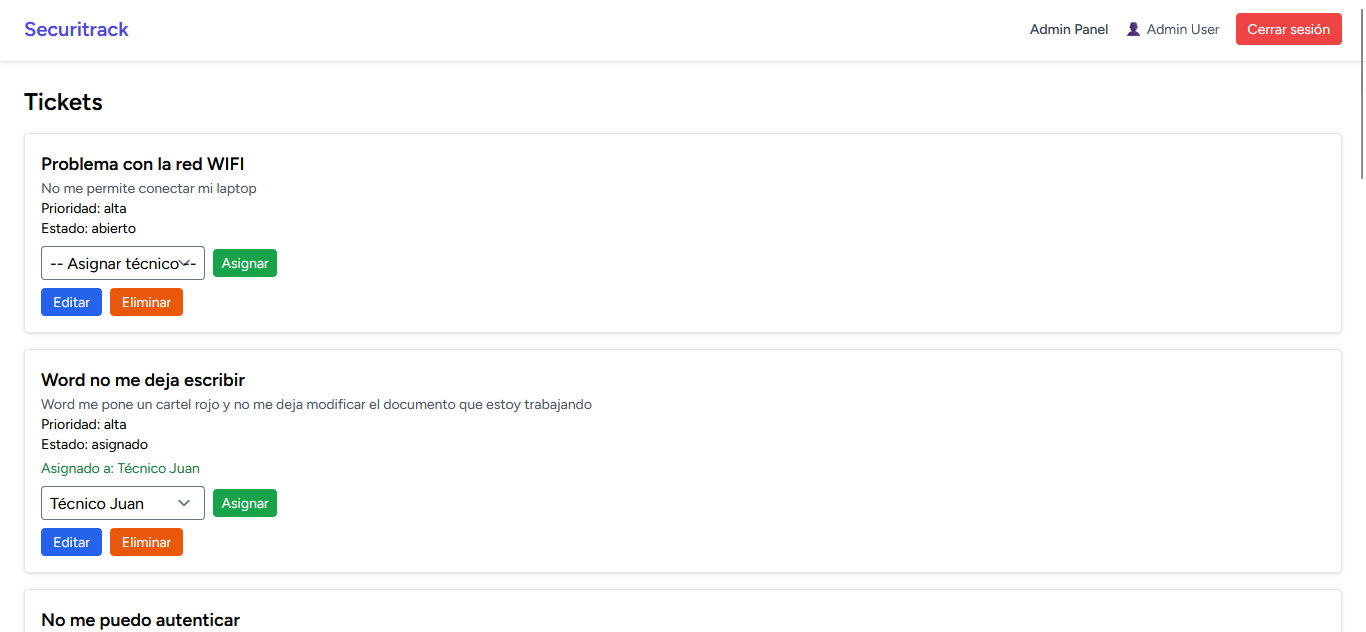 Securitrack
Admin Panel
Admin User
Cerrar sesión
Tickets
Problema con la red WIFI
No me permite conectar mi laptop
Prioridad: alta
Estado: abierto
-- Asignar técnico --
Asignar
Editar
Eliminar
Word no me deja escribir
Word me pone un cartel rojo y no me deja modificar el documento que estoy trabajando
Prioridad: alta
Estado: asignado
Asignado a: Técnico Juan
Técnico Juan
Asignar
Editar
Eliminar
No me puedo autenticar